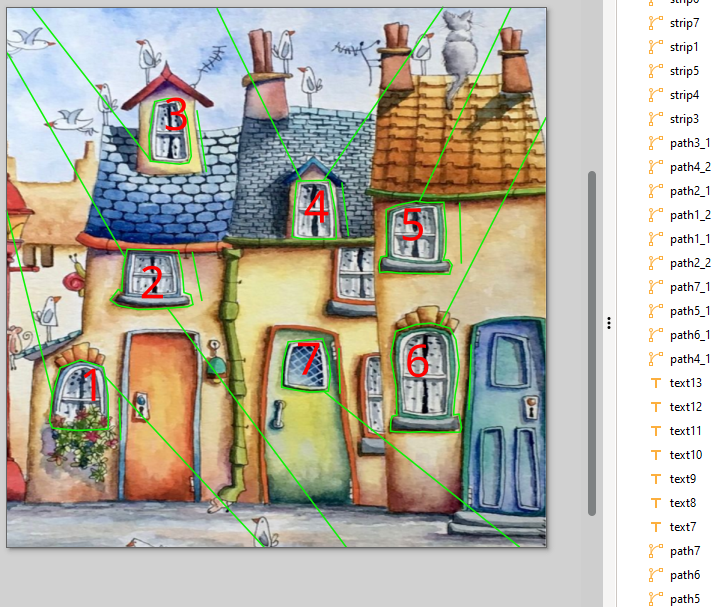 strip7
strip1
strip5
strip4
strip3
path3_1
path4_2
path2_1
path1_2
path1_1
path2_2
path7_1
path5_1
path6_1
path4_1
text13
text12
text11
text10
text9
text8
text7
path7
path6
path5
3
4
5
2
7
6
1